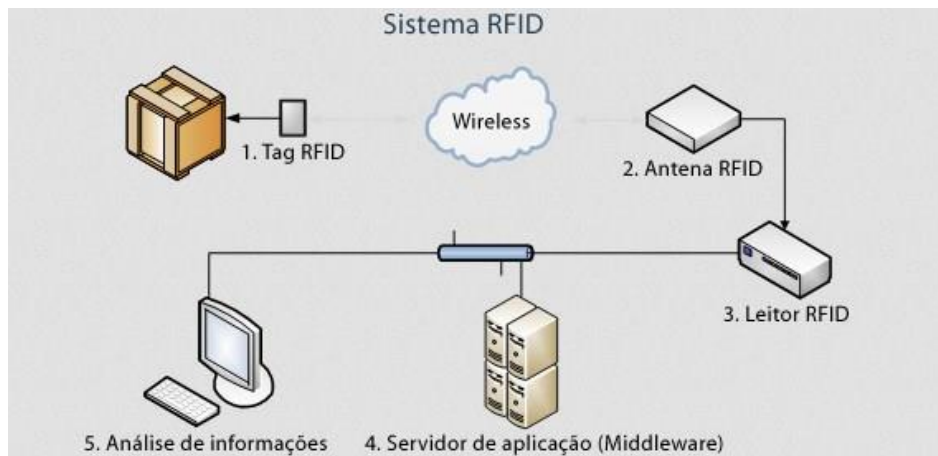 Sistema RFID
Wireless
1. Tag RFID
2. Antena RFID
3. Leitor RFID
5. Análise de informações
4. Servidor de aplicação (Middleware)